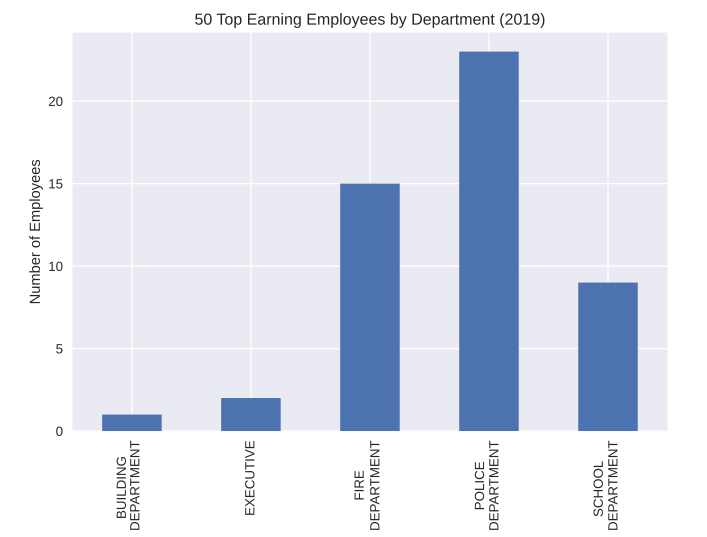 50 Top Earning Employees by Department (2019)
Number of Employees
20
15
10
5
0
BUILDING
DEPARTMENT
EXECUTIVE
FIRE
DEPARTMENT
POLICE
DEPARTMENT
SCHOOL
DEPARTMENT